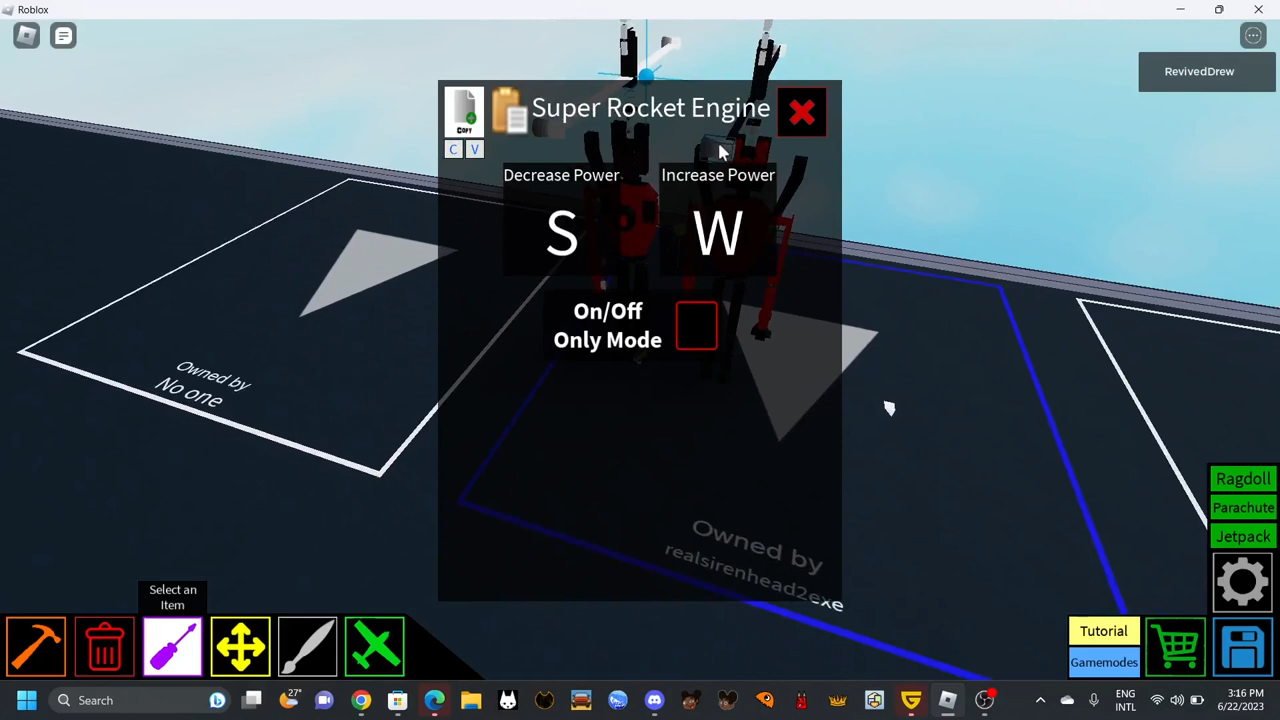 Roblox
RevivedDrew
Copy
Super Rocket Engine
C V
Decrease Power
Increase Power
S
W
On/Off
Only Mode
Owned by
No one
Owned by
realsirenhead2exe
Ragdoll
Parachute
Jetpack
Select an
Item
Tutorial
Gamemodes
Search
27°
ENG
INTL
3:16 PM
6/22/2023